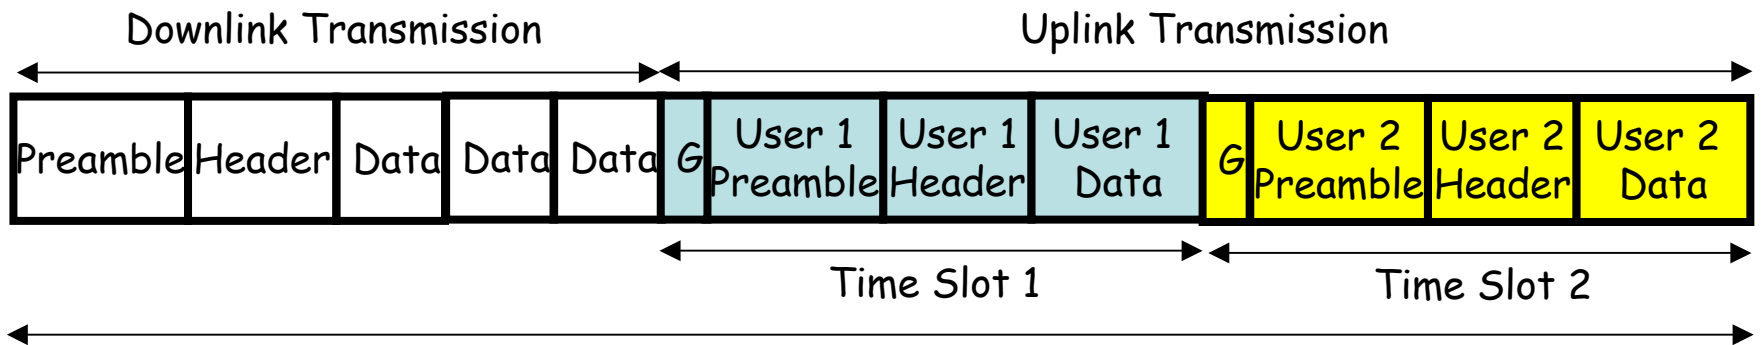 Downlink Transmission
Uplink Transmission
Preamble
Header
Data
Data
Data
G
User 1
Preamble
User 1
Header
User 1
Data
G
User 2
Preamble
User 2
Header
User 2
Data
Time Slot 1
Time Slot 2